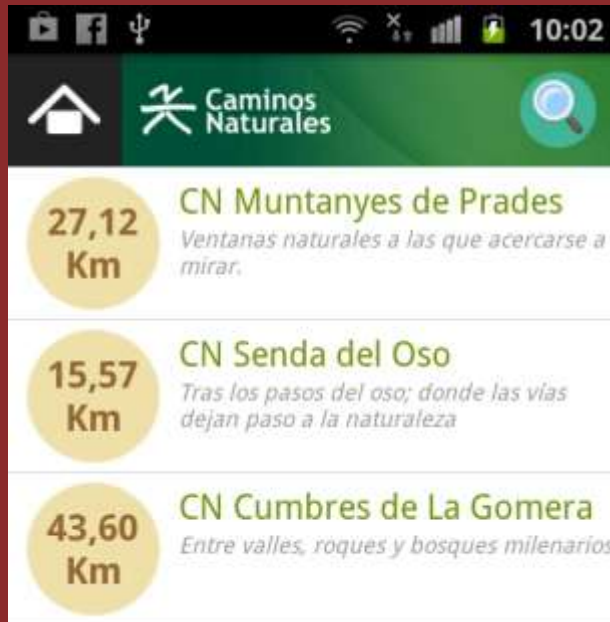 10:02
Caminos
Naturales
27,12
Km
CN Muntanyes de Prades
Ventanas naturales a las que acercarse a
mirar.
15,57
Km
CN Senda del Oso
Tras los pasos del oso; donde las vías
dejan paso a la naturaleza
43,60
Km
CN Cumbres de La Gomera
Entre valles, roques y bosques milenarios